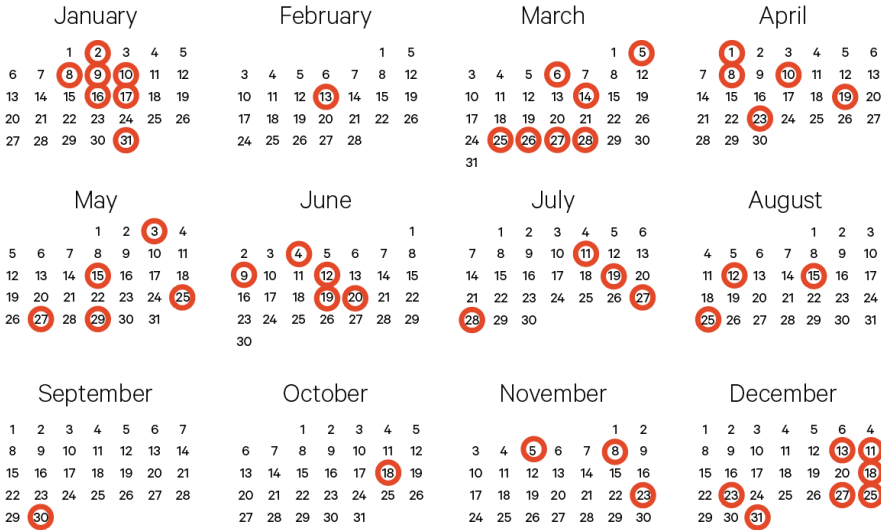 January
1 2 3 4 5
6 7 8 9 10 11 12
13 14 15 16 17 18 19
20 21 22 23 24 25 26
27 28 29 30 31
February
1 5
3 4 5 6 7 8 12
10 11 12 13 14 15 19
17 18 19 20 21 22 26
24 25 26 27 28
March
1 5
3 4 5 6 7 8 12
10 11 12 13 14 15 19
17 18 19 20 21 22 26
24 25 26 27 28 29 30
31
April
1 2 3 4 5 6
7 8 9 10 11 12 13
14 15 16 17 18 19 20
21 22 23 24 25 26 27
28 29 30
May
1 2 3 4
5 6 7 8 9 10 11
12 13 14 15 16 17 18
19 20 21 22 23 24 25
26 27 28 29 30 31
June
1
2 3 4 5 6 7 8
9 10 11 12 13 14 15
16 17 18 19 20 21 22
23 24 25 26 27 28 29
30
July
1 2 3 4 5 6
7 8 9 10 11 12 13
14 15 16 17 18 19 20
21 22 23 24 25 26 27
28 29 30
August
1 2 3
4 5 6 7 8 9 10
11 12 13 14 15 16 17
18 19 20 21 22 23 24
25 26 27 28 29 30 31
September
1 2 3 4 5 6 7
8 9 10 11 12 13 14
15 16 17 18 19 20 21
22 23 24 25 26 27 28
29 30
October
1 2 3 4 5
6 7 8 9 10 11 12
13 14 15 16 17 18 19
20 21 22 23 24 25 26
27 28 29 30 31
November
1 2
3 4 5 6 7 8 9
10 11 12 13 14 15 16
17 18 19 20 21 22 23
24 25 26 27 28 29 30
December
1 2 3 4 5 6 4
8 9 10 11 12 13 11
15 16 17 18 19 20 18
22 23 24 25 26 27 25
29 30 31